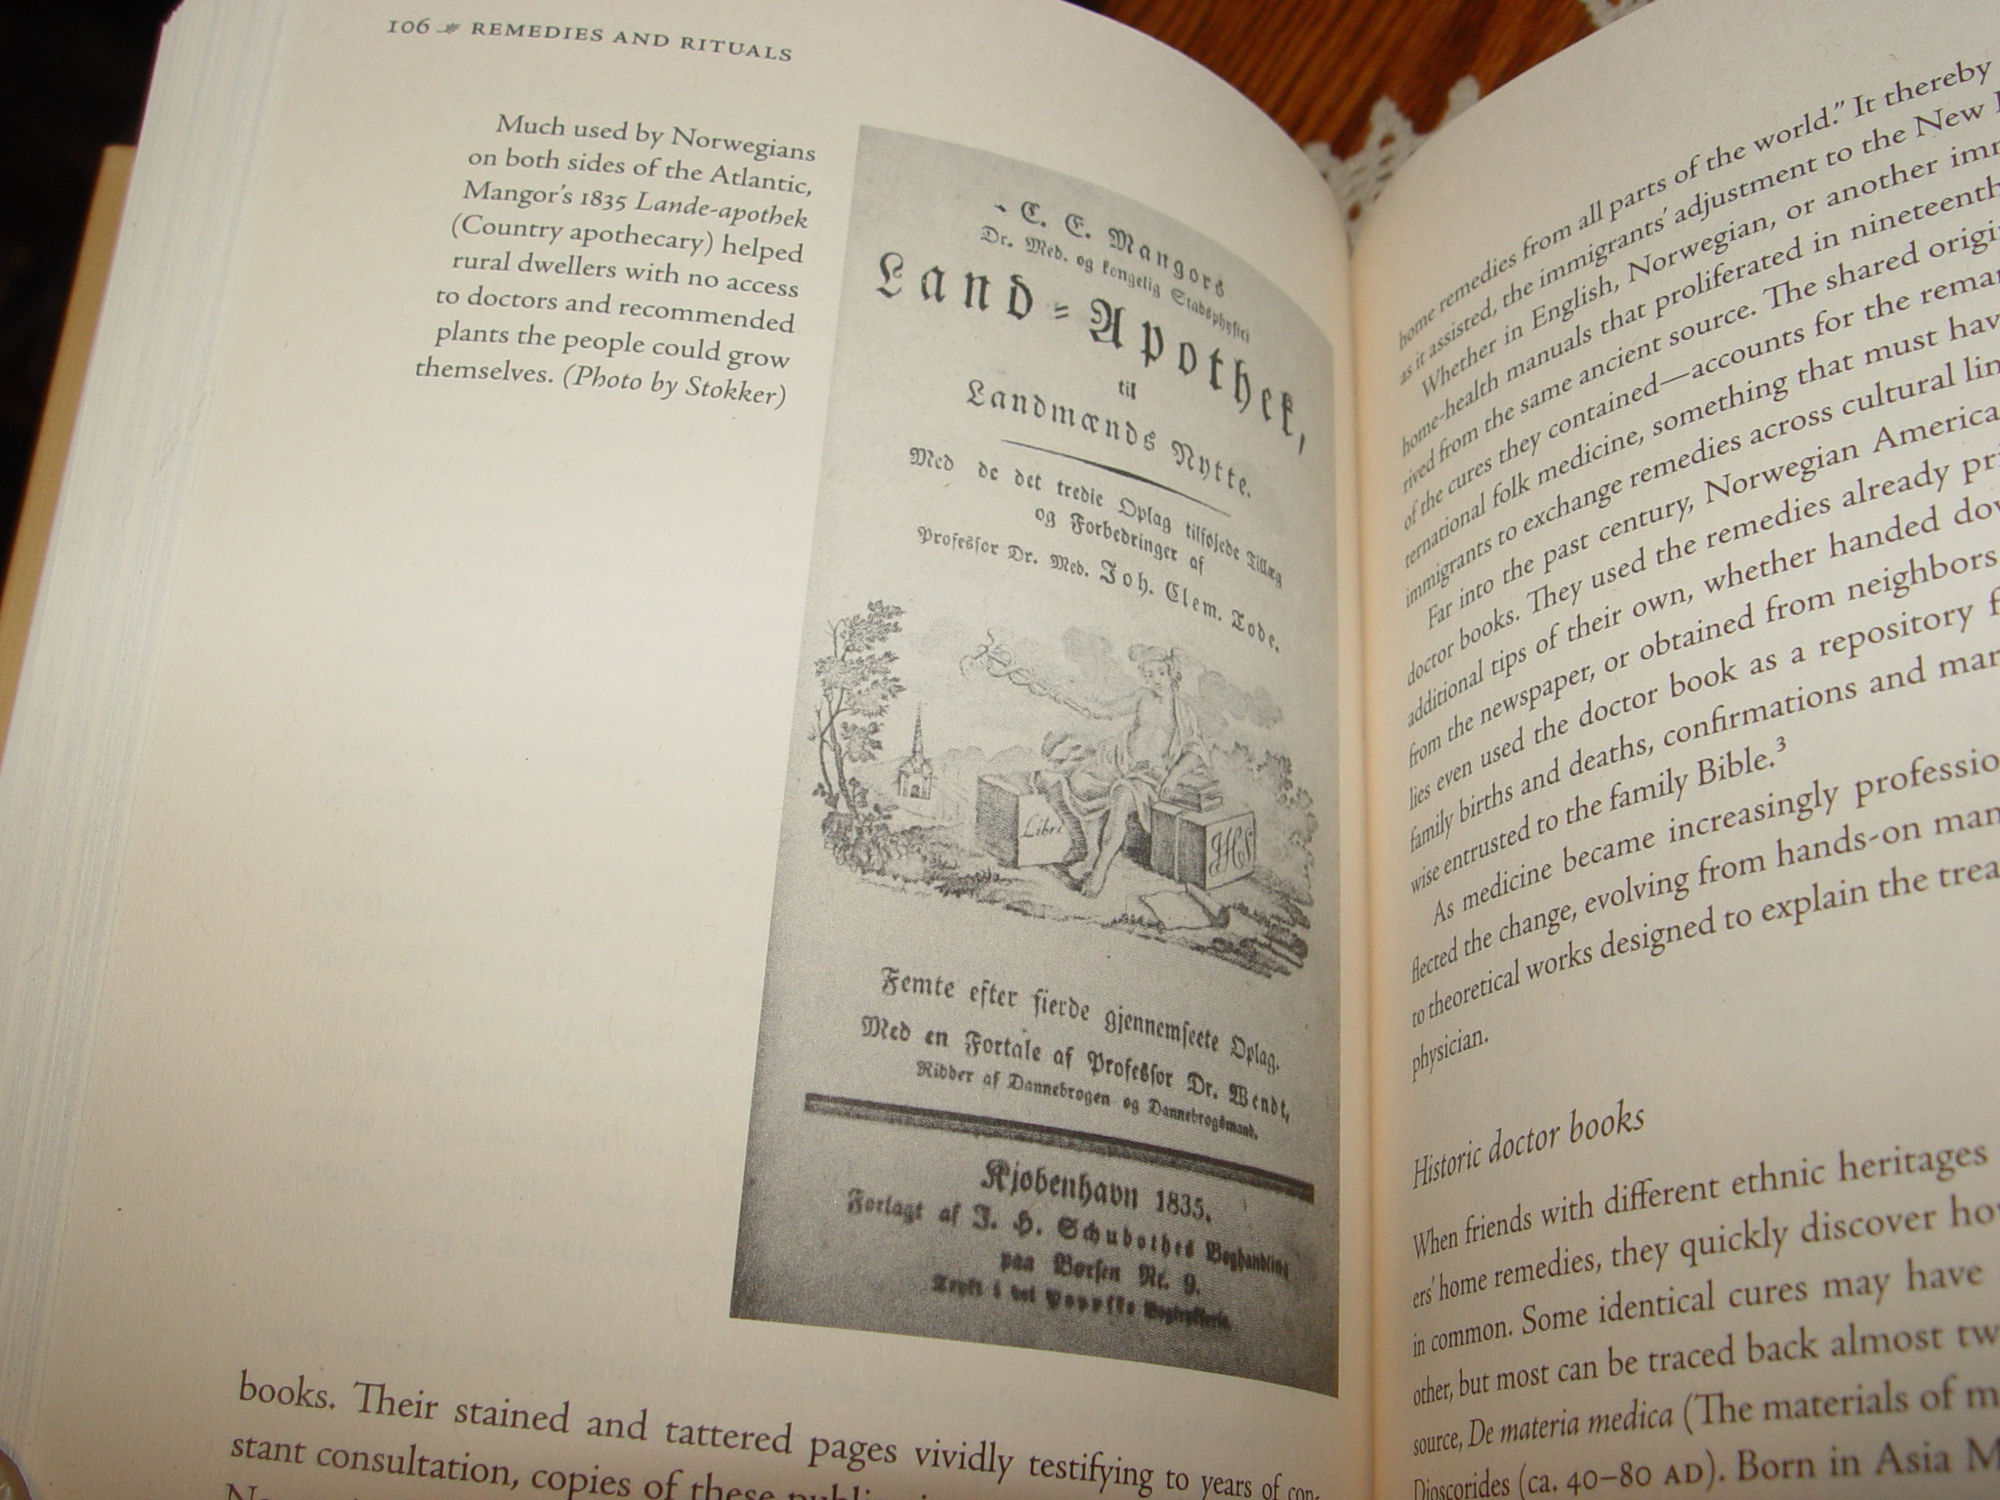 106 REMEDIES AND RITUALS
Much used by Norwegians
on both sides of the Atlantic,
Mangor's 1835 Lande-apothek
(Country apothecary) helped
rural dwellers with no access
to doctors and recommended
plants the people could grow
themselves. (Photo by Stokker)
C. E. Mangors
Dr. Med. og kongelig Stadsphysici
Land-Apothek,
til
Landmænds Nytte.
Med de det tredie Oplag tilføjede Tillæg
og Forbedringer af
Professor Dr. Med. Joh. Clem. Tode.
Libri
JHS
Femte efter fierde gjennemseete Oplag.
Med en Fortale af Professor Dr. Wendt,
Ridder af Dannebrogen og Dannebrogsmand.
Kjøbenhavn 1835.
Forlagt af J. H. Schubothes Boghandling
paa Børsen Nr. 9.
Trykt i det Poppske Bogtrykkerie.
books. Their stained and tattered pages vividly testifying to years of con-
stant consultation, copies of these
home remedies from all parts of the world." It thereby
as it assisted, the immigrants' adjustment to the New
Whether in English, Norwegian, or another
home-health manuals that proliferated in nineteenth
rived from the same ancient source. The shared
of the cures they contained—accounts for the
ternational folk medicine, something that must
immigrants to exchange remedies across cultural
Far into the past century, Norwegian
doctor books. They used the remedies already
additional tips of their own, whether handed
from the newspaper, or obtained from neighbors
lies even used the doctor book as a repository
family births and deaths, confirmations and
wise entrusted to the family Bible.3
As medicine became increasingly
flected the change, evolving from hands-on
to theoretical works designed to explain the
physician.
Historic doctor books
When friends with different ethnic heritages
ers' home remedies, they quickly discover
in common. Some identical cures may have
other, but most can be traced back almost
source, De materia medica (The materials of
Dioscorides (ca. 40–80 AD). Born in Asia